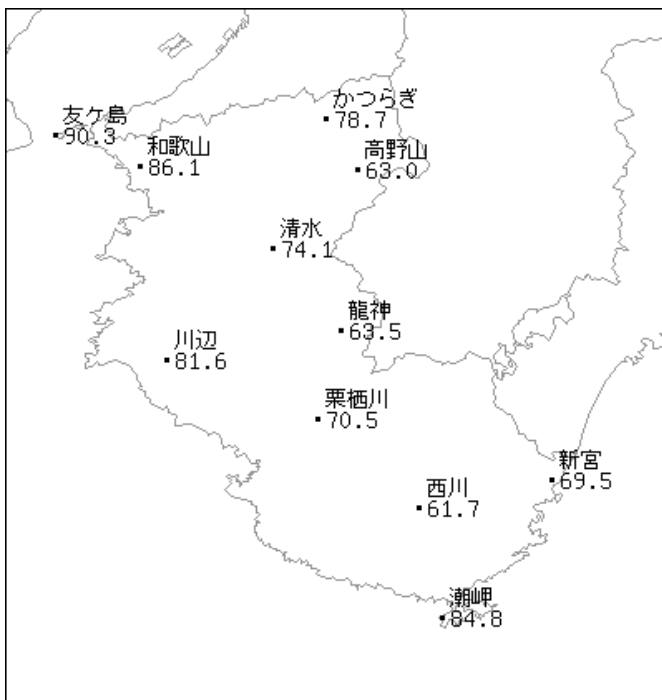 かつらぎ
78.7
友ケ島
90.3
和歌山
86.1
高野山
63.0
清水
74.1
龍神
63.5
川辺
81.6
栗栖川
70.5
新宮
69.5
西川
61.7
潮岬
84.8